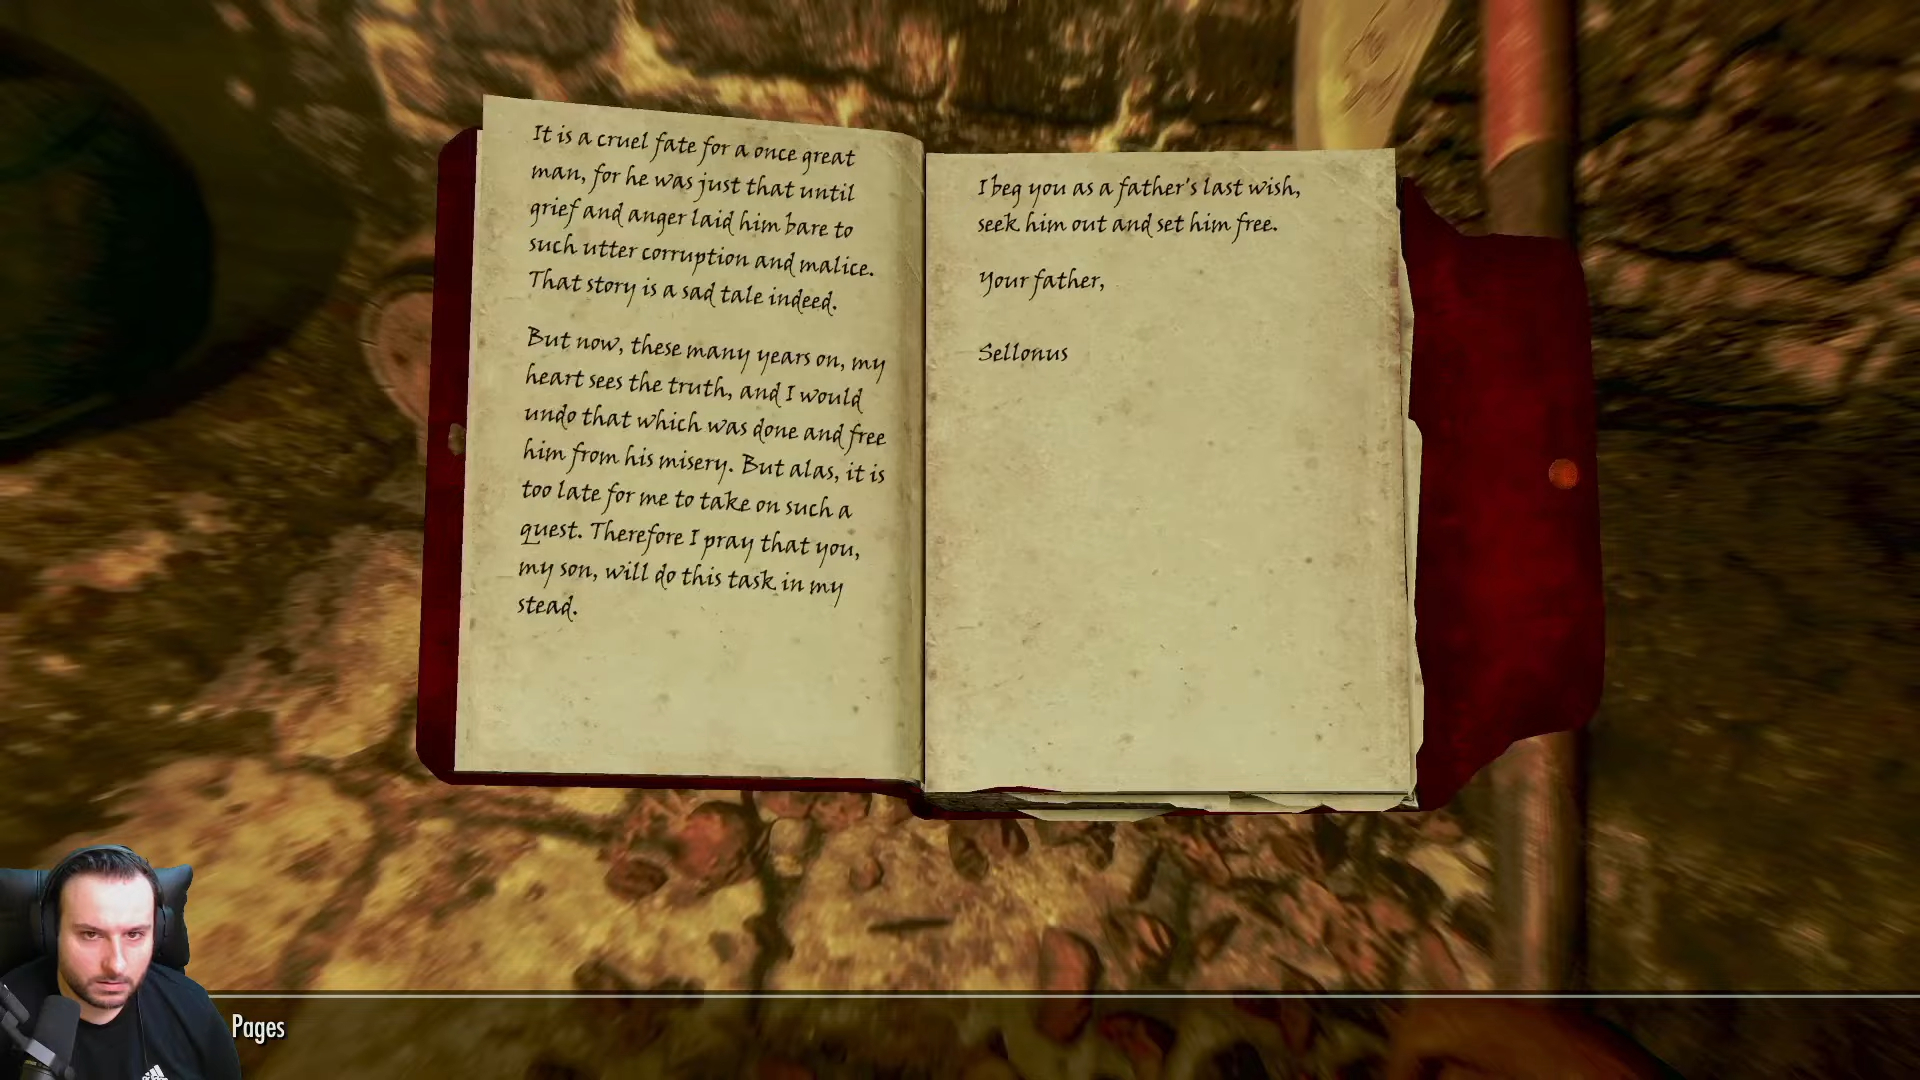 It is a cruel fate for a once great
man, for he was just that until
grief and anger laid him bare to
such utter corruption and malice.
That story is a sad tale indeed.
But now, these many years on, my
heart sees the truth, and I would
undo that which was done and free
him from his misery. But alas, it is
too late for me to take on such a
quest. Therefore I pray that you,
my son, will do this task in my
stead.
I beg you as a father's last wish,
seek him out and set him free.
Your father,
Sellonus
Pages